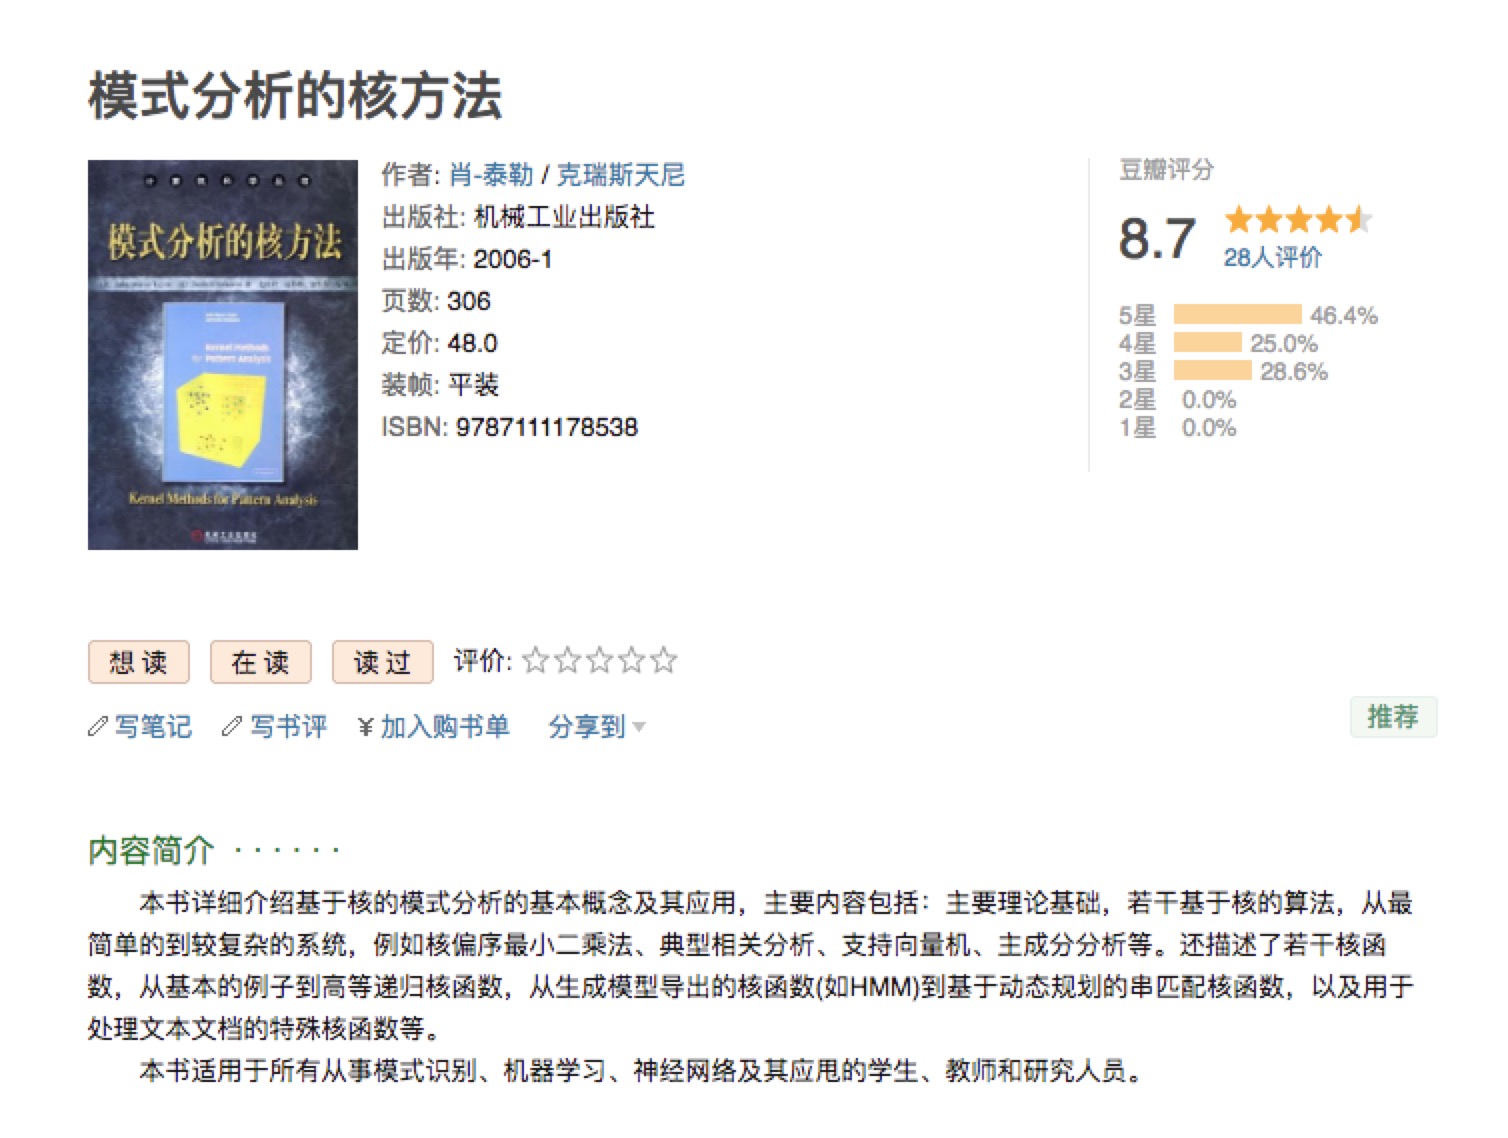 模式分析的核方法
模式分析的核方法
Kernel Methods
for Pattern Analysis
Kernel Methods for Pattern Analysis
机械工业出版社
作者: 肖-泰勒 / 克瑞斯天尼
出版社: 机械工业出版社
出版年: 2006-1
页数: 306
定价: 48.0
装帧: 平装
ISBN: 9787111178538
豆瓣评分
8.7
28人评价
5星 46.4%
4星 25.0%
3星 28.6%
2星 0.0%
1星 0.0%
想读 在读 读过 评价:
写笔记 写书评 ¥加入购书单 分享到
推荐
内容简介 · · · · · ·
本书详细介绍基于核的模式分析的基本概念及其应用，主要内容包括：主要理论基础，若干基于核的算法，从最
简单的到较复杂的系统，例如核偏序最小二乘法、典型相关分析、支持向量机、主成分分析等。还描述了若干核函
数，从基本的例子到高等递归核函数，从生成模型导出的核函数(如HMM)到基于动态规划的串匹配核函数，以及用于
处理文本文档的特殊核函数等。
本书适用于所有从事模式识别、机器学习、神经网络及其应甩的学生、教师和研究人员。